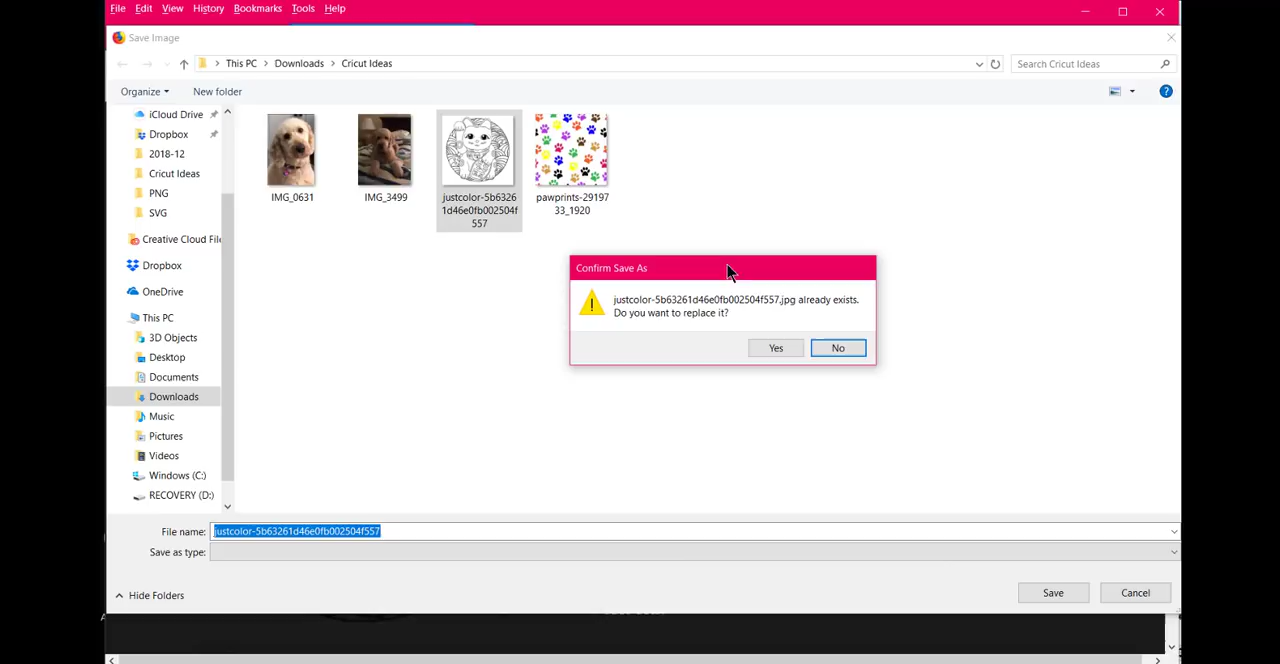 File Edit View History Bookmarks Tools Help
Save Image
This PC > Downloads > Cricut Ideas
Search Cricut Ideas
Organize
New folder
iCloud Drive
Dropbox
2018-12
Cricut Ideas
PNG
SVG
Creative Cloud Fil
Dropbox
OneDrive
This PC
3D Objects
Desktop
Documents
Downloads
Music
Pictures
Videos
Windows (C:)
RECOVERY (D:)
IMG_0631
IMG_3499
justcolor-5b6326
1d46e0fb002504f
557
pawprints-29197
33_1920
Confirm Save As
justcolor-5b63261d46e0fb002504f557.jpg already exists.
Do you want to replace it?
Yes
No
File name: justcolor-5b63261d46e0fb002504f557
Save as type:
Hide Folders
Save
Cancel